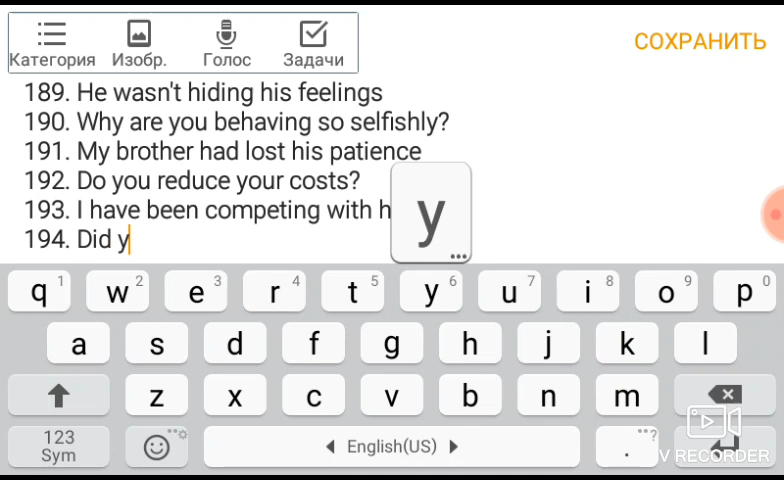 Категория Изобр. Голос Задачи
СОХРАНИТЬ
189. He wasn't hiding his feelings
190. Why are you behaving so selfishly?
191. My brother had lost his patience
192. Do you reduce your costs?
193. I have been competing with h
194. Did y
y
q 1 w 2 e 3 r 4 t 5 y 6 u 7 i 8 o 9 p 0
a s d f g h j k l
z x c v b n m
123 Sym English(US) . ?
V RECORDER